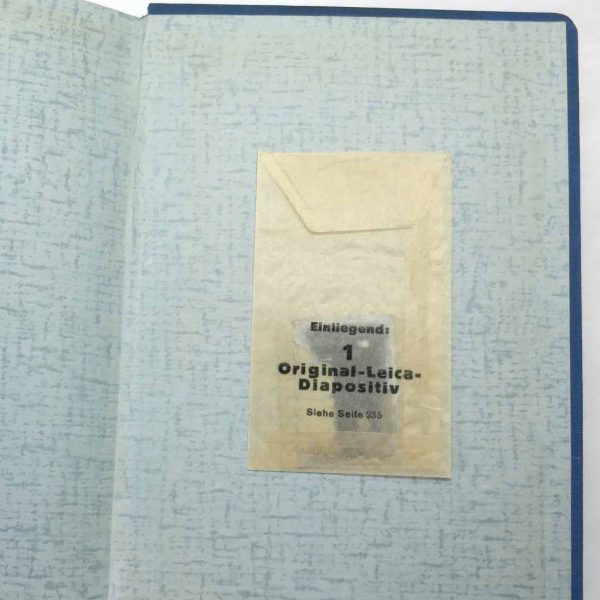 Einliegend:
1
Original-Leica-
Diapositiv
Siehe Seite 235